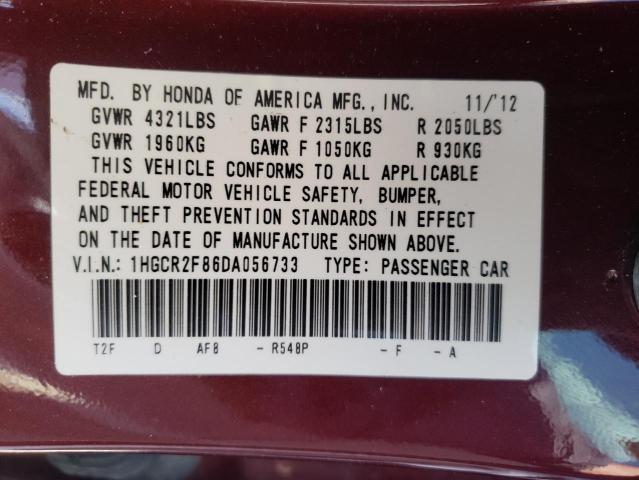 MFD. BY HONDA OF AMERICA MFG., INC. 11/'12
GVWR 4321LBS GAWR F 2315LBS R 2050LBS
GVWR 1960KG GAWR F 1050KG R 930KG
THIS VEHICLE CONFORMS TO ALL APPLICABLE
FEDERAL MOTOR VEHICLE SAFETY, BUMPER,
AND THEFT PREVENTION STANDARDS IN EFFECT
ON THE DATE OF MANUFACTURE SHOWN ABOVE.
V.I.N.: 1HGCR2F86DA056733 TYPE: PASSENGER CAR
T2F D AF8 - R548P - F - A